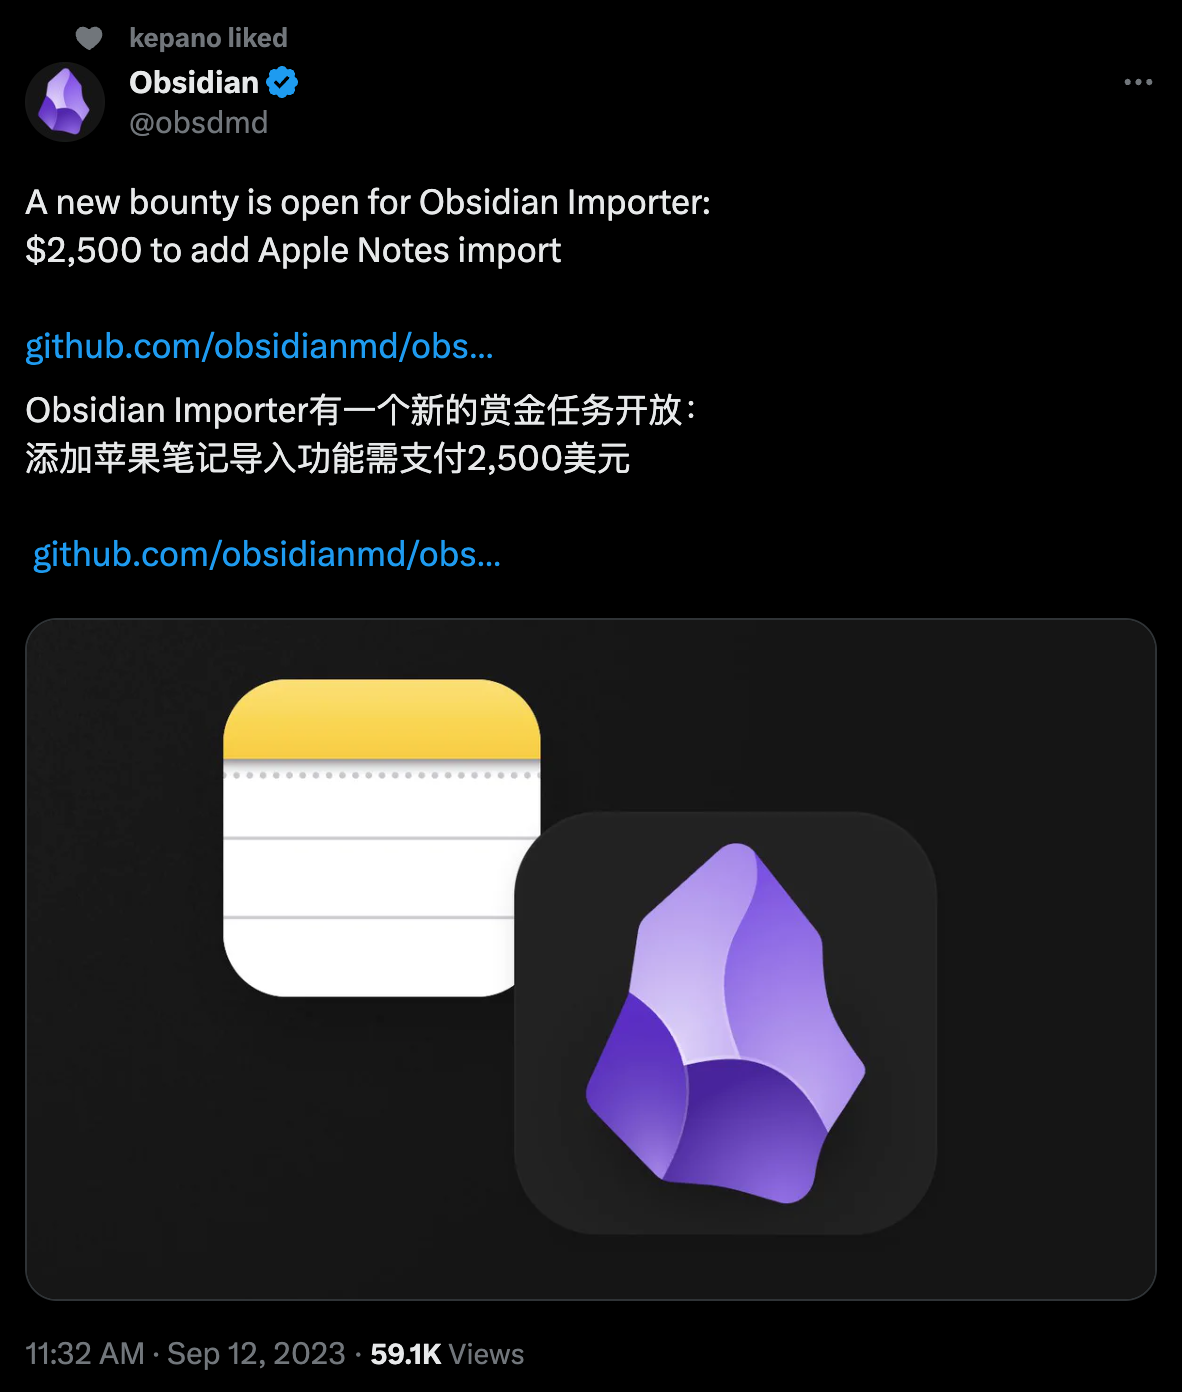 kepano liked
Obsidian
@obsdmd
A new bounty is open for Obsidian Importer:
$2,500 to add Apple Notes import
github.com/obsidianmd/obs...
Obsidian Importer有一个新的赏金任务开放：
添加苹果笔记导入功能需支付2,500美元
github.com/obsidianmd/obs...
11:32 AM · Sep 12, 2023 · 59.1K Views